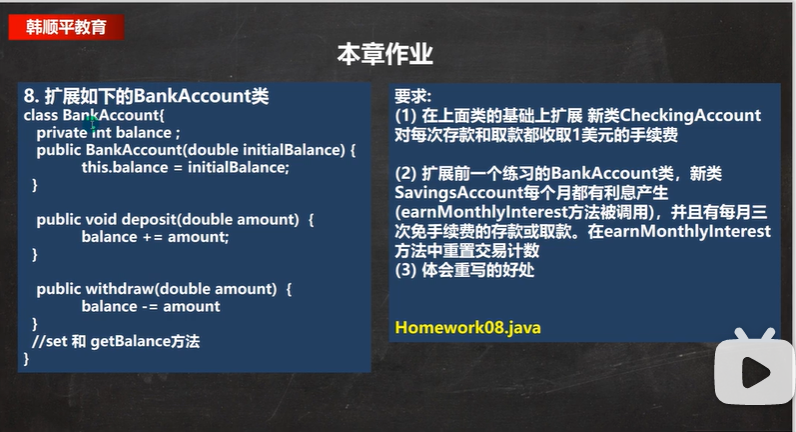 韩顺平教育
本章作业
8. 扩展如下的BankAccount类
class BankAccount{
private int balance ;
public BankAccount(double initialBalance) {
this.balance = initialBalance;
}
public void deposit(double amount) {
balance += amount;
}
public withdraw(double amount) {
balance -= amount
}
//set 和 getBalance方法
}
要求:
(1) 在上面类的基础上扩展 新类CheckingAccount
对每次存款和取款都收取1美元的手续费
(2) 扩展前一个练习的BankAccount类，新类
SavingsAccount每个月都有利息产生
(earnMonthlyInterest方法被调用)，并且有每月三
次免手续费的存款或取款。在earnMonthlyInterest
方法中重置交易计数
(3) 体会重写的好处
Homework08.java